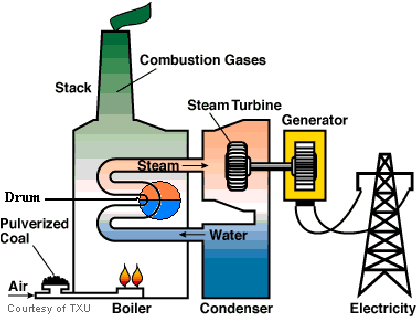 Combustion Gases
Stack
Steam Turbine
Generator
Steam
Drum
Pulverized
Coal
Water
Air
Courtesy of TXU
Boiler
Condenser
Electricity